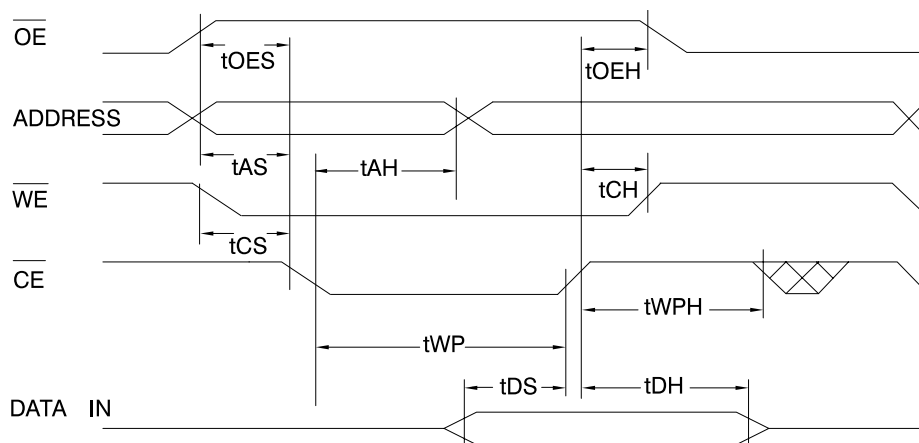 OE
tOES
tOEH
ADDRESS
tAS
tAH
WE
tCH
tCS
CE
tWPH
tWP
tDS
tDH
DATA IN